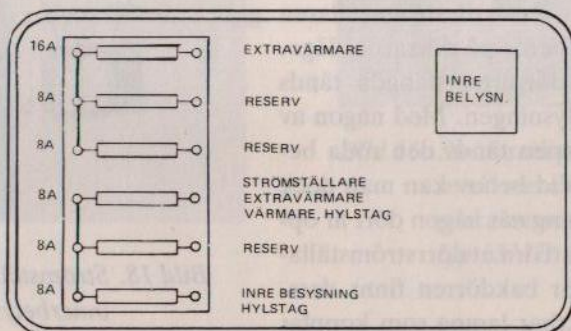 16A EXTRAVÄRMARE
8A RESERV
8A RESERV
STRÖMSTÄLLARE
8A EXTRAVÄRMARE
VÄRMARE, HYLSTAG
8A RESERV
8A INRE BESYSNING
HYLSTAG
INRE
BELYSN.